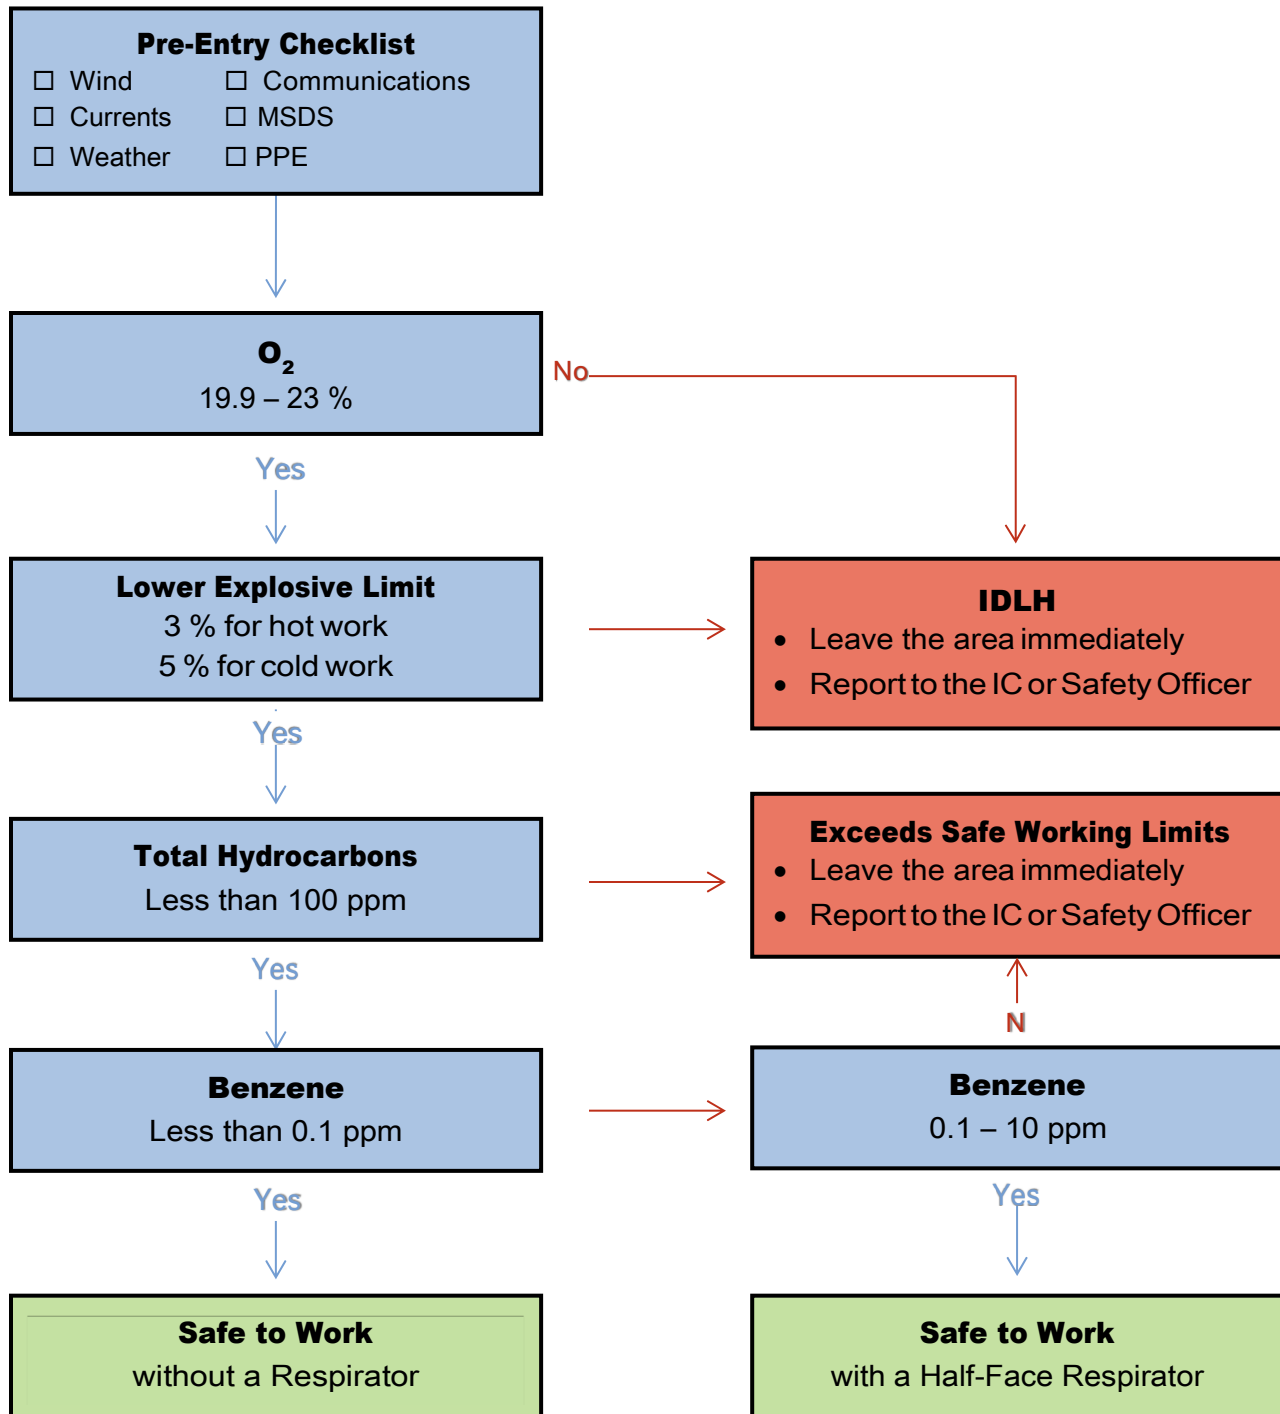 Pre-Entry Checklist
☐ Wind ☐ Communications
☐ Currents ☐ MSDS
☐ Weather ☐ PPE
O2
19.9 – 23 %
No
Yes
Lower Explosive Limit
3 % for hot work
5 % for cold work
IDLH
• Leave the area immediately
• Report to the IC or Safety Officer
Yes
Total Hydrocarbons
Less than 100 ppm
Exceeds Safe Working Limits
• Leave the area immediately
• Report to the IC or Safety Officer
Yes
N
Benzene
Less than 0.1 ppm
Benzene
0.1 – 10 ppm
Yes
Yes
Safe to Work
without a Respirator
Safe to Work
with a Half-Face Respirator